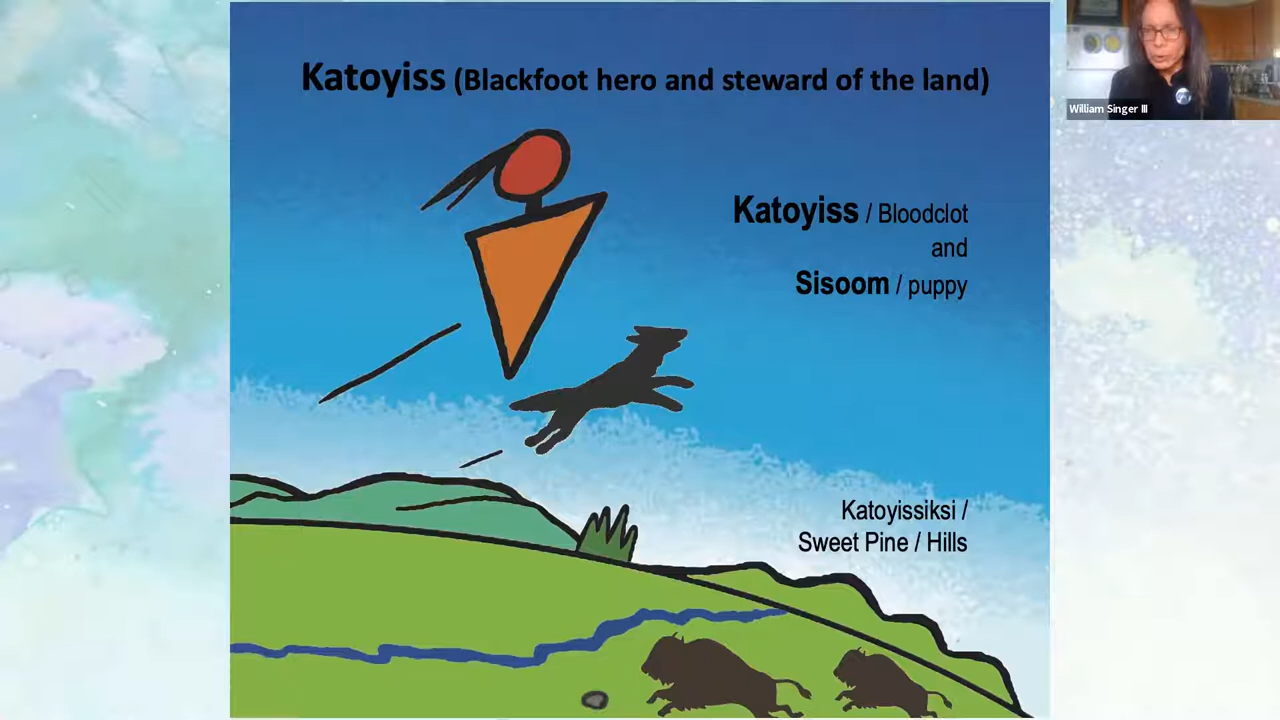 Katoyiss (Blackfoot hero and steward of the land)
William Singer III
Katoyiss / Bloodclot
and
Sisoom / puppy
Katoyissiksi /
Sweet Pine / Hills